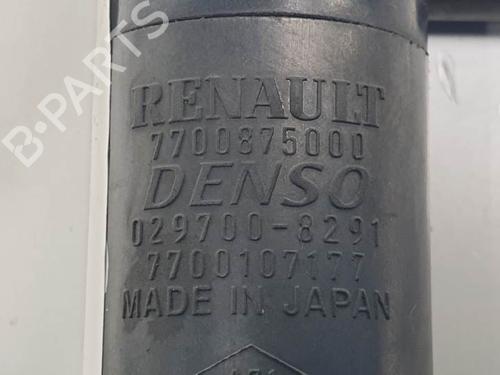 B-PARTS
RENAULT
7700875000
DENSO
029700-8291
7700107177
MADE IN JAPAN